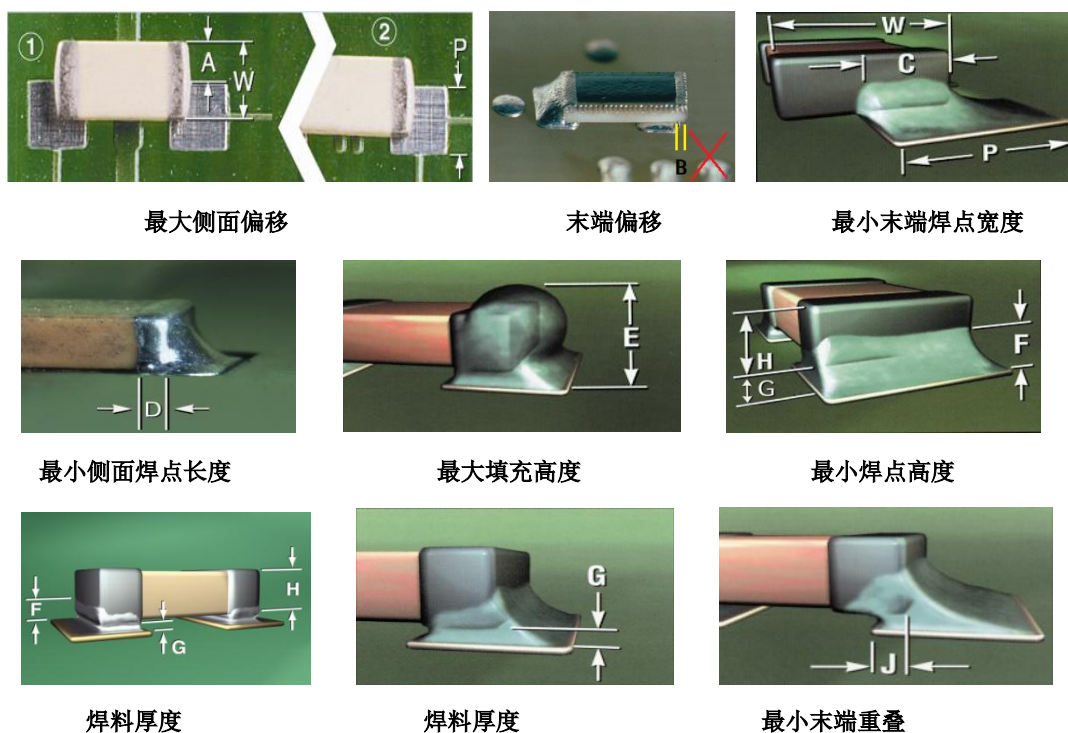 ① A W ② P
B
W C P
最大侧面偏移
末端偏移
最小末端焊点宽度
D
E
H G F
最小侧面焊点长度
最大填充高度
最小焊点高度
F G H
G
J
焊料厚度
焊料厚度
最小末端重叠